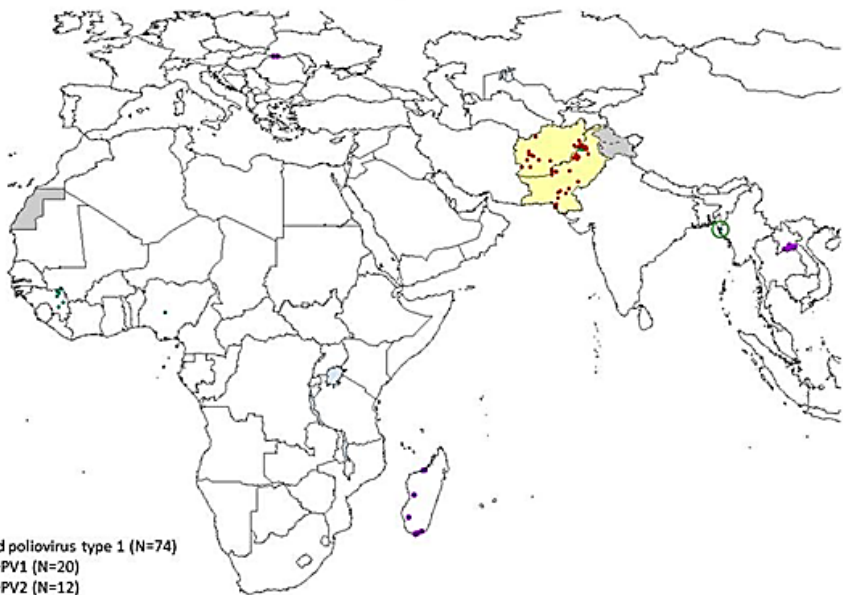 d poliovirus type 1 (N=74)
PV1 (N=20)
PV2 (N=12)